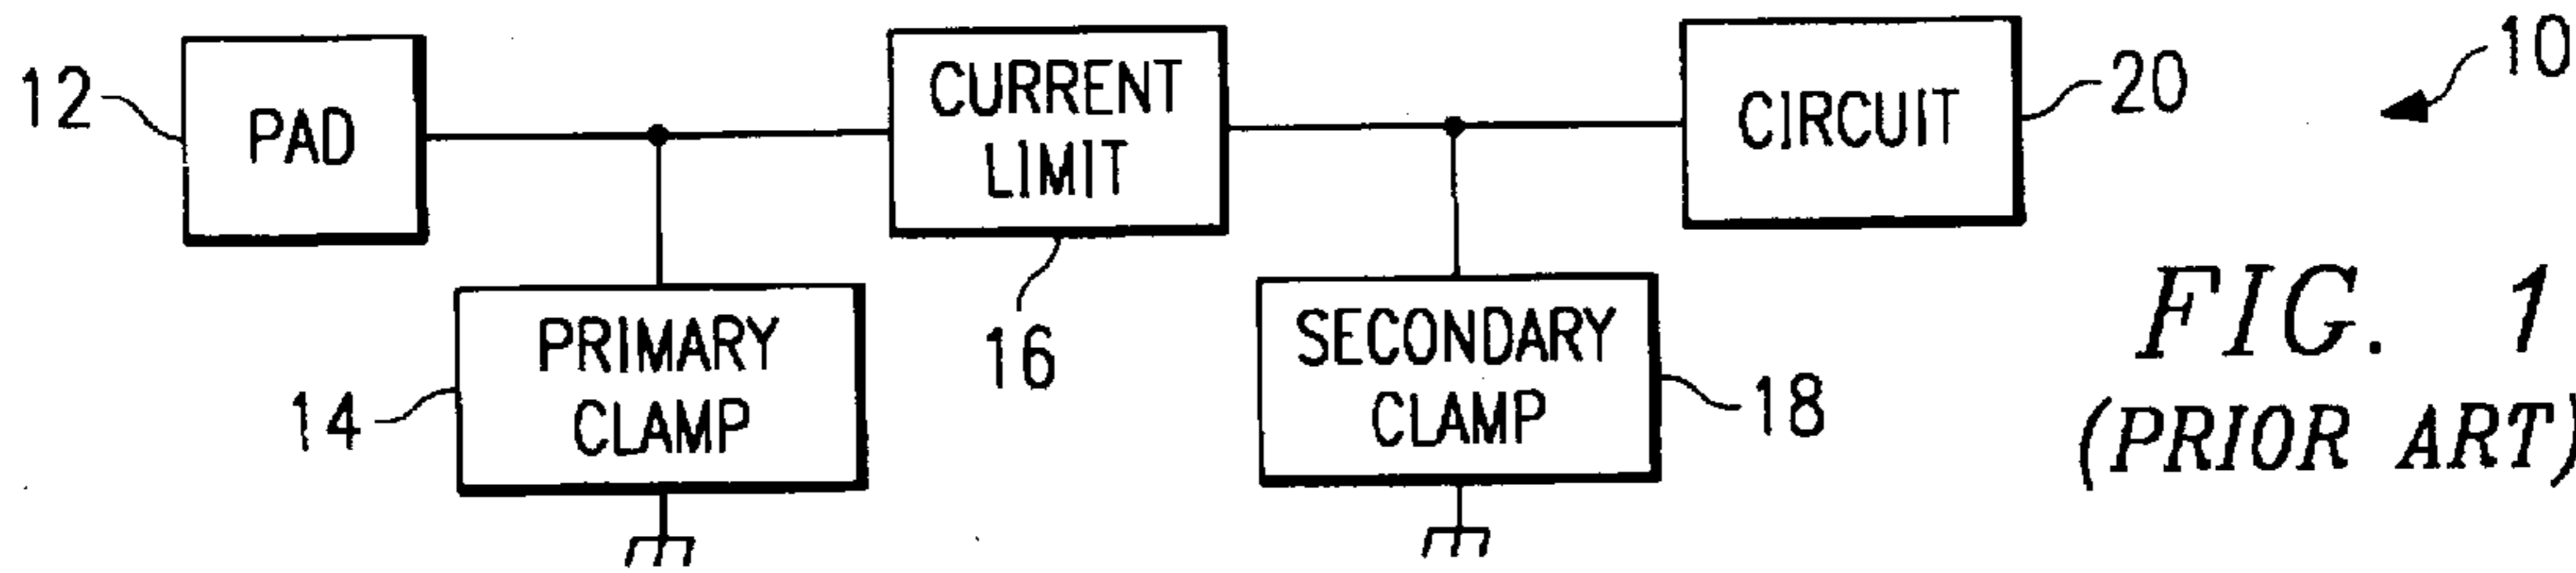 12
PAD
CURRENT
LIMIT
CIRCUIT
20
10
PRIMARY
CLAMP
14
16
SECONDARY
CLAMP
18
FIG. 1
(PRIOR ART)